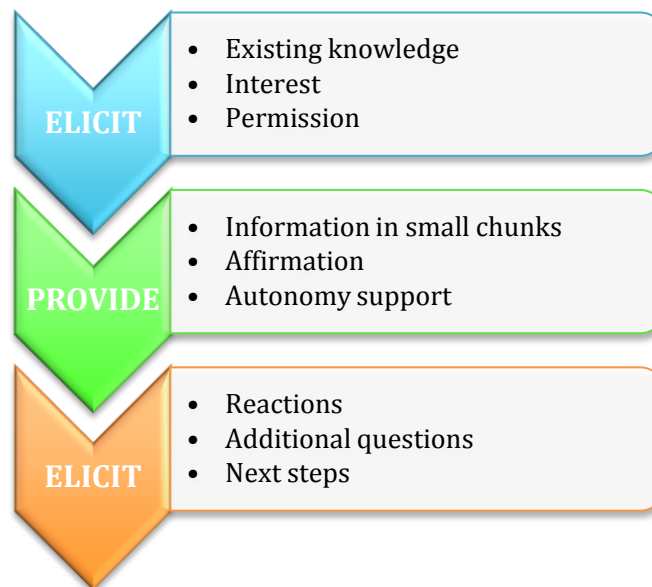 ELICIT
• Existing knowledge
• Interest
• Permission
PROVIDE
• Information in small chunks
• Affirmation
• Autonomy support
ELICIT
• Reactions
• Additional questions
• Next steps